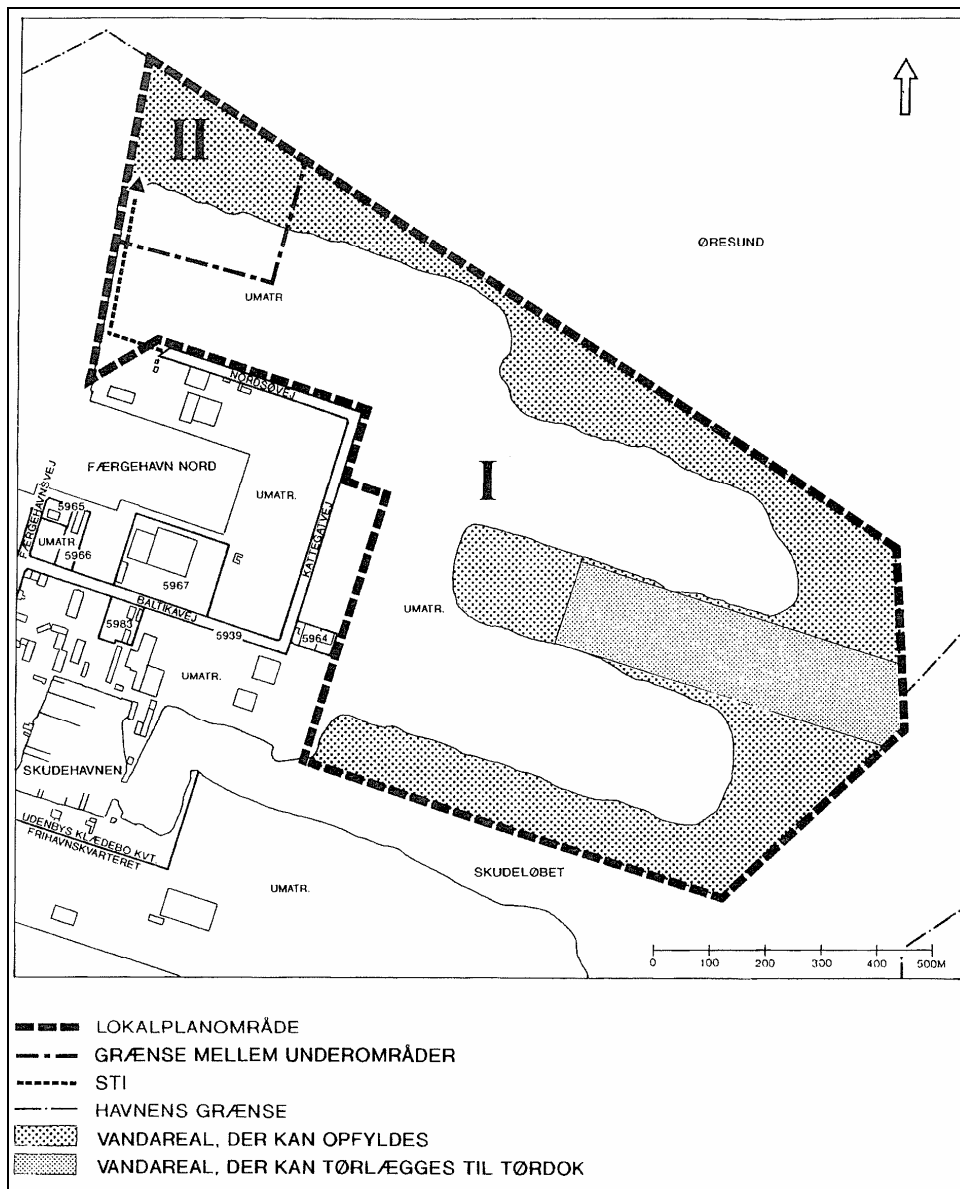 II
ØRESUND
UMATR
NORDSØVEJ
FÆRGEHAVN NORD
I
UMATR.
KATTEGATVEJ
FÆRGEHAVNSVEJ
5965
UMATR.
5966
5967
BALTIKAVEJ
5983
5939
5964
UMATR.
UMATR.
SKUDEHAVNEN
UDENBYS KLÆDEBO KVT.
FRIHAVNSKVARTERET
SKUDELØBET
UMATR.
0 100 200 300 400 500M
LOKALPLANOMRÅDE
GRÆNSE MELLEM UNDEROMRÅDER
STI
HAVNENS GRÆNSE
VANDAREAL, DER KAN OPFYLDES
VANDAREAL, DER KAN TØRLÆGGES TIL TØRDOK